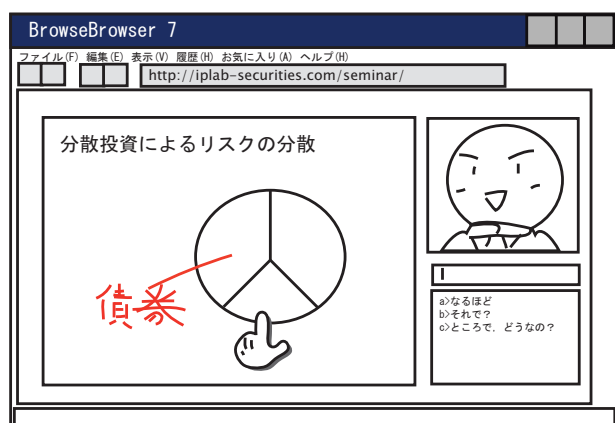 BrowseBrowser 7
ファイル(F) 編集(E) 表示(V) 履歴(H) お気に入り(A) ヘルプ(H)
http://iplab-securities.com/seminar/
分散投資によるリスクの分散
債券
a>なるほど
b>それで？
c>ところで，どうなの？